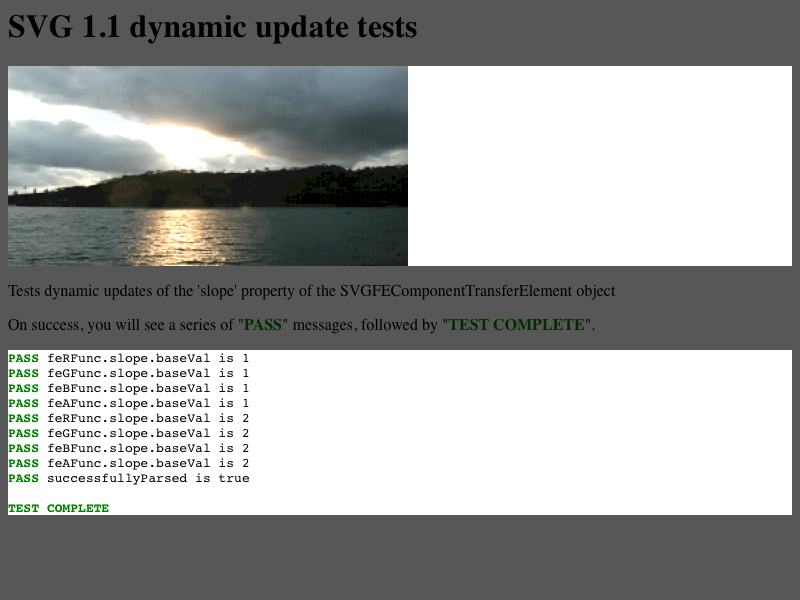 SVG 1.1 dynamic update tests
Tests dynamic updates of the 'slope' property of the SVGFEComponentTransferElement object
On success, you will see a series of "PASS" messages, followed by "TEST COMPLETE".
PASS feRFunc.slope.baseVal is 1
PASS feGFunc.slope.baseVal is 1
PASS feBFunc.slope.baseVal is 1
PASS feAFunc.slope.baseVal is 1
PASS feRFunc.slope.baseVal is 2
PASS feGFunc.slope.baseVal is 2
PASS feBFunc.slope.baseVal is 2
PASS feAFunc.slope.baseVal is 2
PASS successfullyParsed is true
TEST COMPLETE